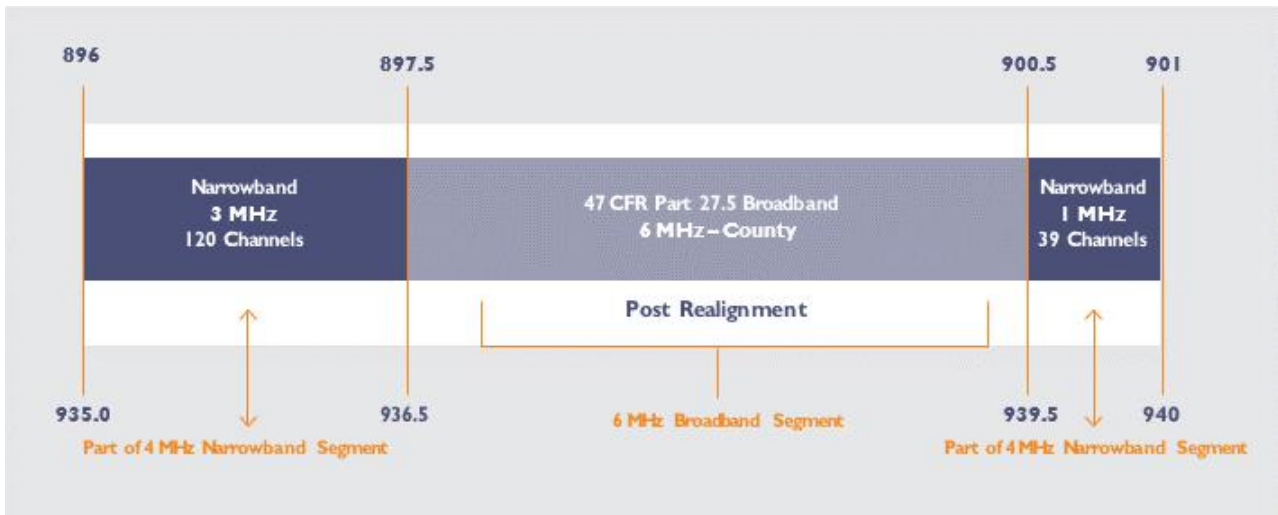 896
897.5
900.5
901
Narrowband
3 MHz
120 Channels
47 CFR Part 27.5 Broadband
6 MHz – County
Narrowband
1 MHz
39 Channels
Post Realignment
935.0
936.5
939.5
940
6 MHz Broadband Segment
Part of 4 MHz Narrowband Segment
Part of 4 MHz Narrowband Segment